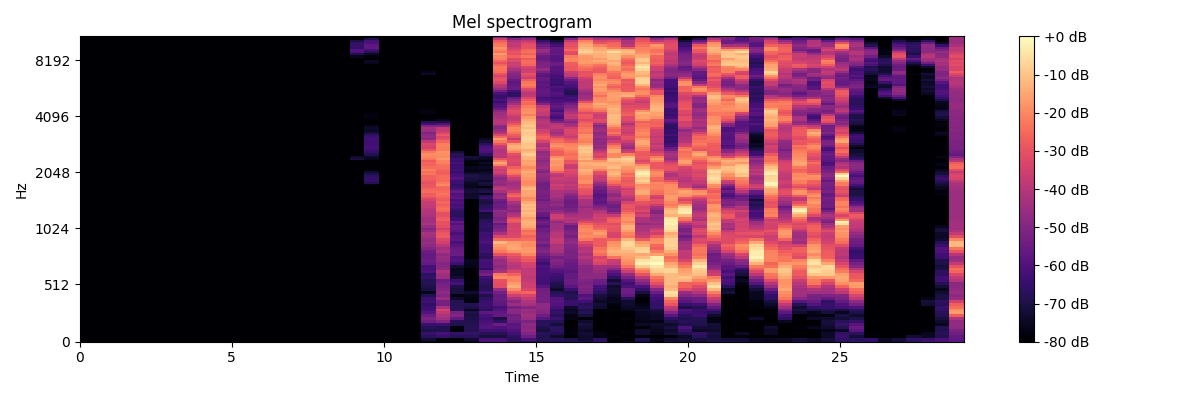 Mel spectrogram
8192
4096
2048
1024
512
0
Hz
0 5 10 15 20 25
Time
+0 dB
-10 dB
-20 dB
-30 dB
-40 dB
-50 dB
-60 dB
-70 dB
-80 dB